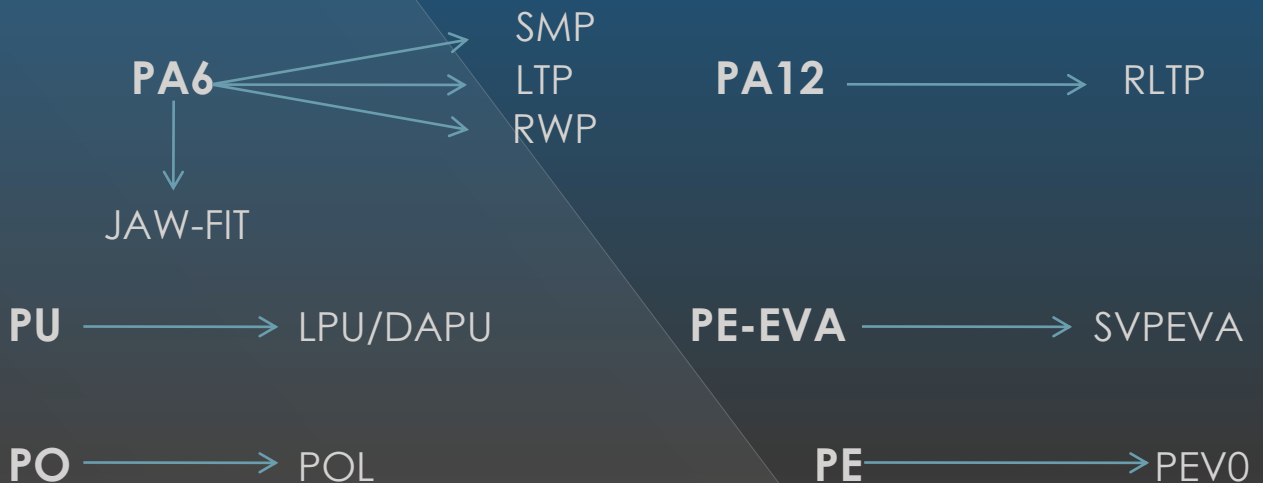 SMP
PA6
LTP
PA12
RLTP
RWP
JAW-FIT
PU
LPU/DAPU
PE-EVA
SVPEVA
PO
POL
PE
PEV0